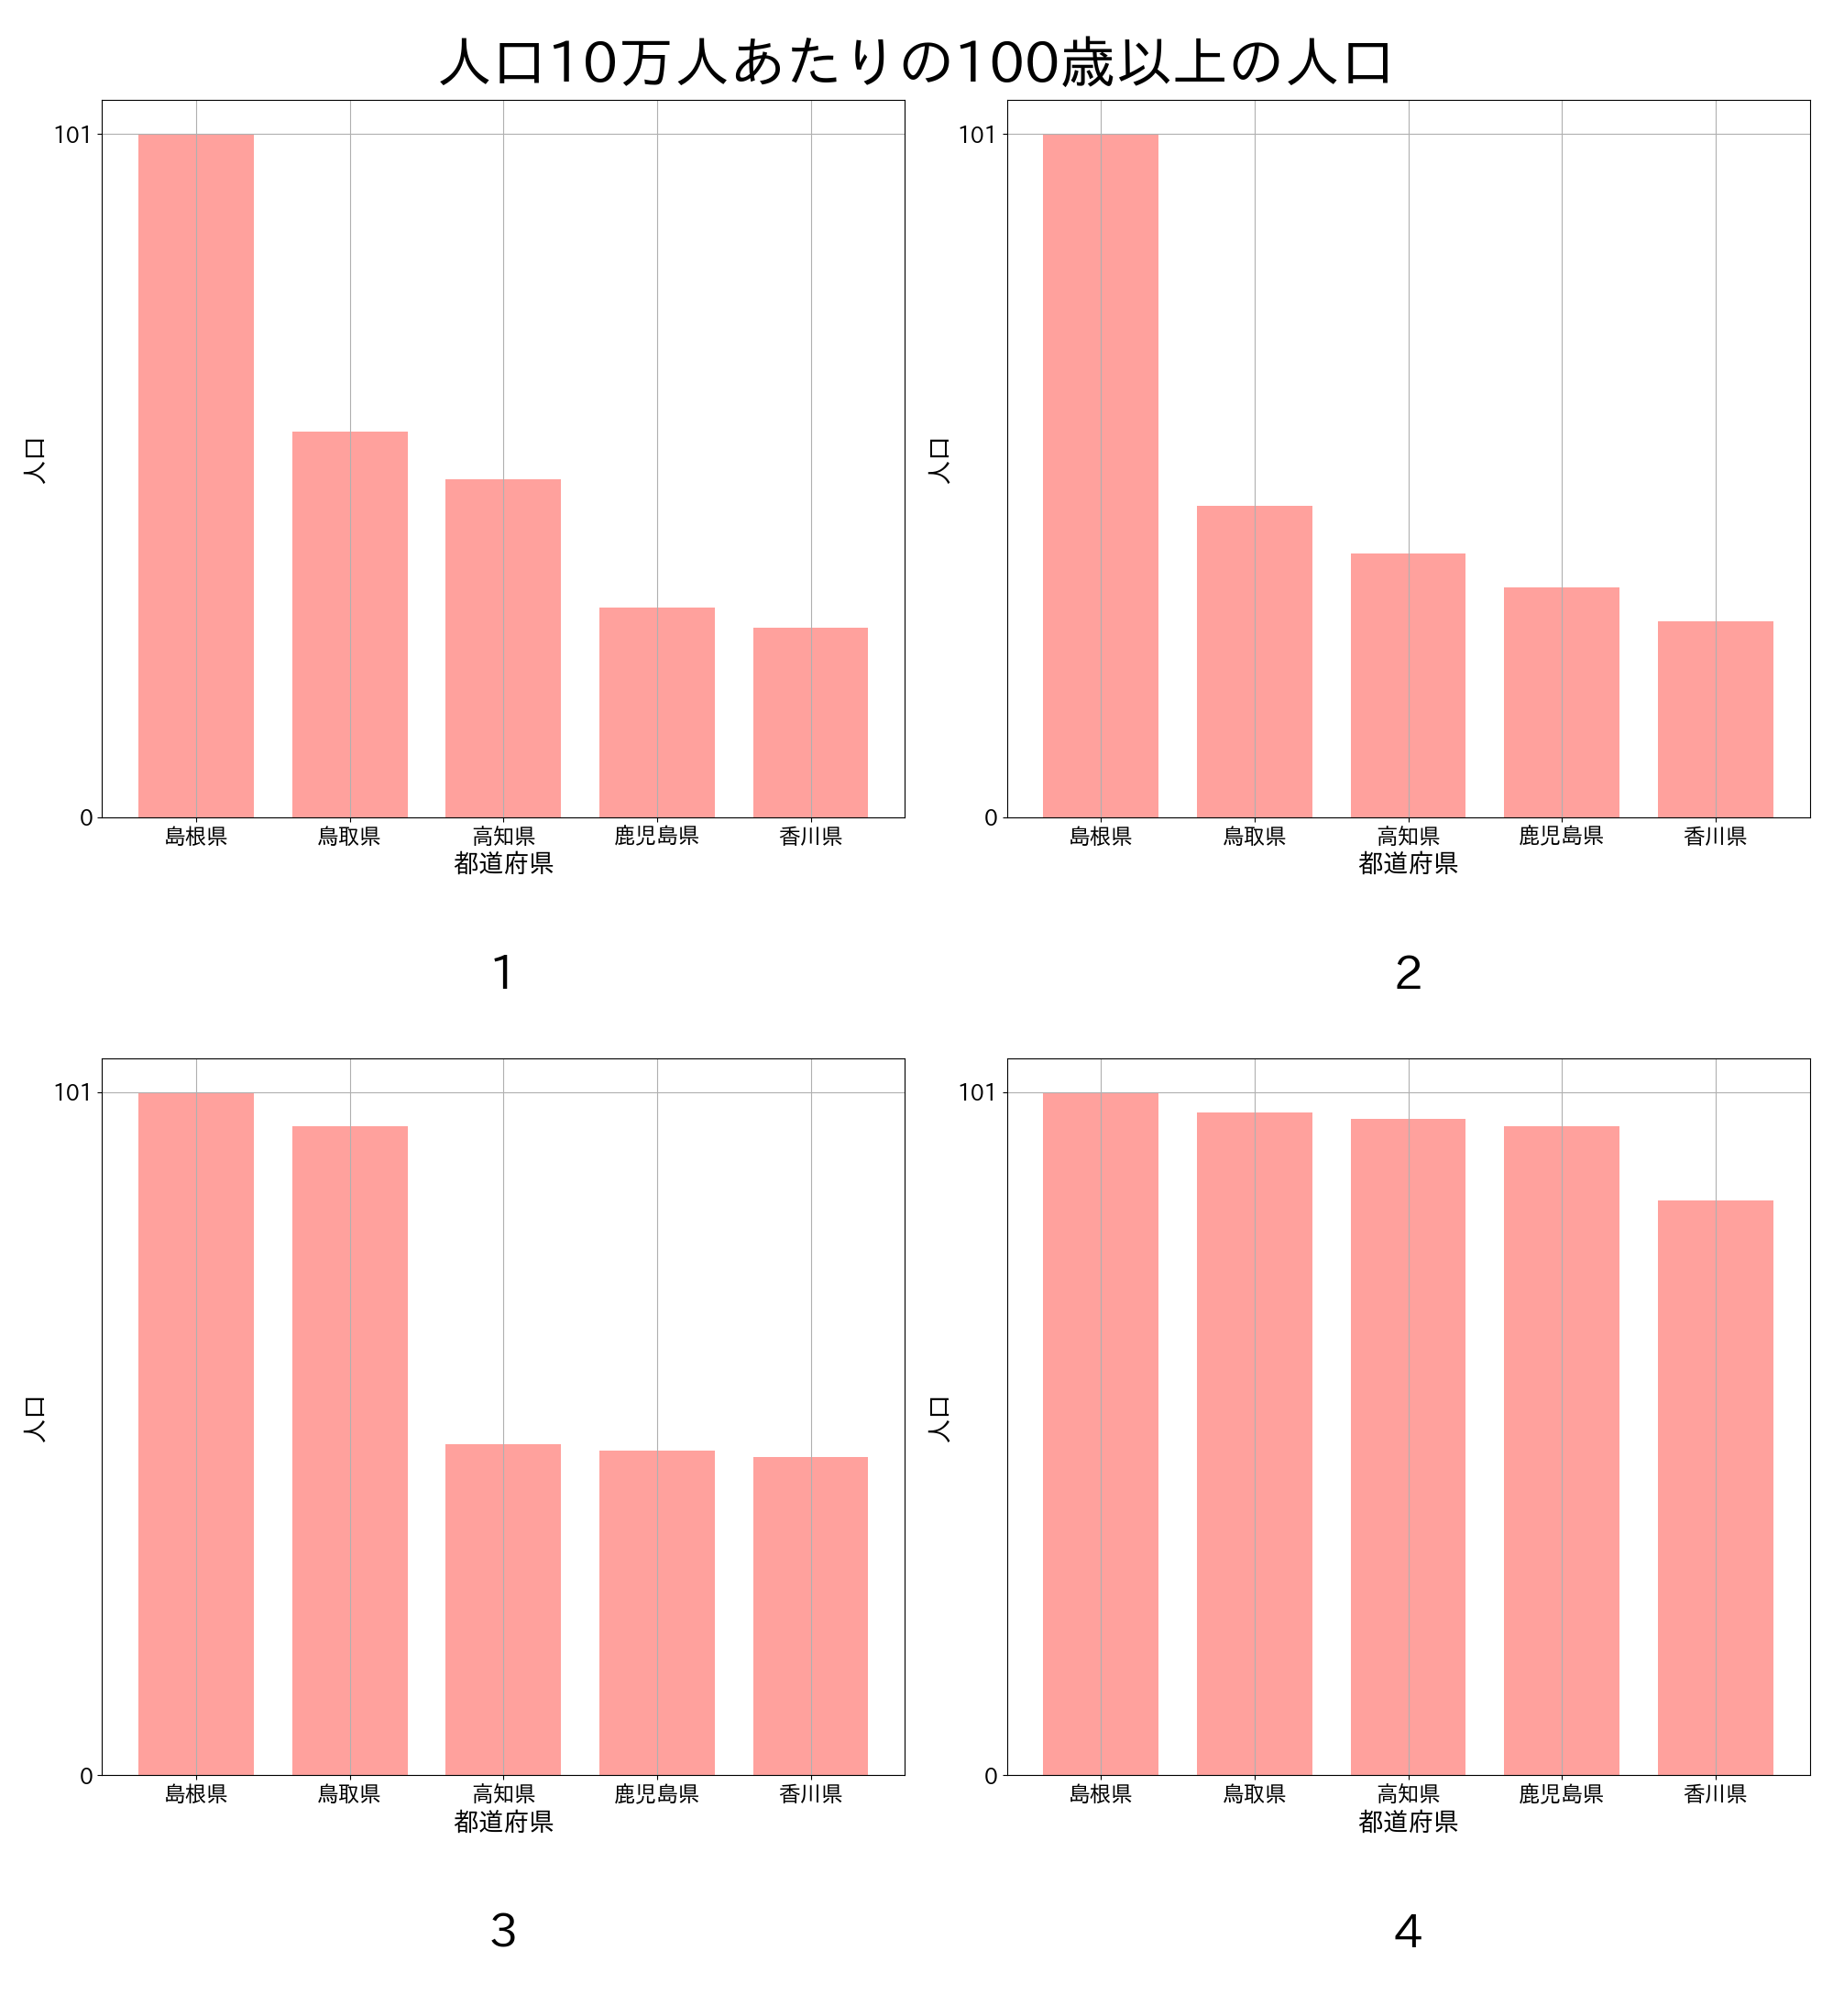 人口10万人あたりの100歳以上の人口
101
人口
0
島根県 鳥取県 高知県 鹿児島県 香川県
都道府県
1
101
人口
0
島根県 鳥取県 高知県 鹿児島県 香川県
都道府県
2
101
人口
0
島根県 鳥取県 高知県 鹿児島県 香川県
都道府県
3
101
人口
0
島根県 鳥取県 高知県 鹿児島県 香川県
都道府県
4